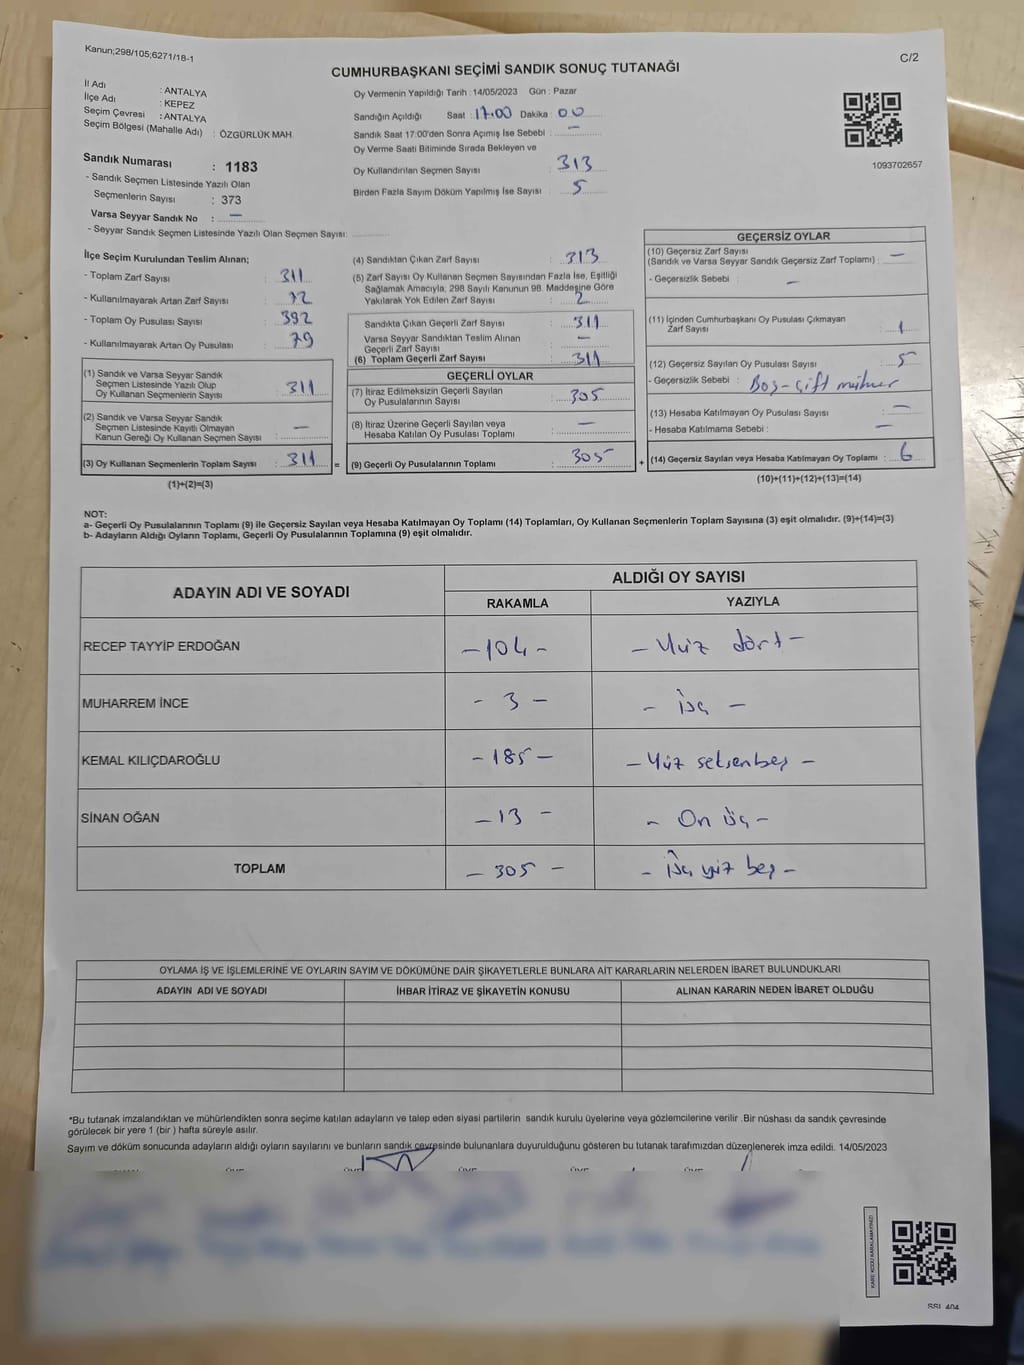 Kanun;298/105;6271/18-1
C/2
CUMHURBAŞKANI SEÇİMİ SANDIK SONUÇ TUTANAĞI
İl Adı : ANTALYA
İlçe Adı : KEPEZ
Seçim Çevresi : ANTALYA
Seçim Bölgesi (Mahalle Adı) : ÖZGÜRLÜK MAH.
Sandık Numarası : 1183
- Sandık Seçmen Listesinde Yazılı Olan
Seçmenlerin Sayısı : 373
Varsa Seyyar Sandık No : —
- Seyyar Sandık Seçmen Listesinde Yazılı Olan Seçmen Sayısı:
Oy Vermenin Yapıldığı Tarih : 14/05/2023 Gün : Pazar
Sandığın Açıldığı Saat : 17.00 Dakika : 00
Sandık Saat 17:00'den Sonra Açımış İse Sebebi : —
Oy Verme Saati Bitiminde Sırada Bekleyen ve
Oy Kullandırılan Seçmen Sayısı : 313
Birden Fazla Sayım Döküm Yapılmış İse Sayısı : 5
1093702657
İlçe Seçim Kurulundan Teslim Alınan;
- Toplam Zarf Sayısı : 311
- Kullanılmayarak Artan Zarf Sayısı :
- Toplam Oy Pusulası Sayısı : 392
- Kullanılmayarak Artan Oy Pusulası : 79
(1) Sandık ve Varsa Seyyar Sandık
Seçmen Listesinde Yazılı Olup
Oy Kullanan Seçmenlerin Sayısı : 311
(2) Sandık ve Varsa Seyyar Sandık
Seçmen Listesinde Kayıtlı Olmayan
Kanun Gereği Oy Kullanan Seçmen Sayısı : —
(3) Oy Kullanan Seçmenlerin Toplam Sayısı : 311
(1)+(2)=(3)
(4) Sandıktan Çıkan Zarf Sayısı : 313
(5) Zarf Sayısı Oy Kullanan Seçmen Sayısından Fazla İse, Eşitliği
Sağlamak Amacıyla, 298 Sayılı Kanunun 98. Maddesine Göre
Yakılarak Yok Edilen Zarf Sayısı : 2
Sandıkta Çıkan Geçerli Zarf Sayısı : 311
Varsa Seyyar Sandıktan Teslim Alınan
Geçerli Zarf Sayısı : —
(6) Toplam Geçerli Zarf Sayısı : 311
GEÇERLİ OYLAR
(7) İtiraz Edilmeksizin Geçerli Sayılan
Oy Pusulalarının Sayısı : 305
(8) İtiraz Üzerine Geçerli Sayılan veya
Hesaba Katılan Oy Pusulası Toplamı : —
= (9) Geçerli Oy Pusulalarının Toplamı : 305
GEÇERSİZ OYLAR
(10) Geçersiz Zarf Sayısı
(Sandık ve Varsa Seyyar Sandık Geçersiz Zarf Toplamı) : —
- Geçersizlik Sebebi : —
(11) İçinden Cumhurbaşkanı Oy Pusulası Çıkmayan
Zarf Sayısı : 1
(12) Geçersiz Sayılan Oy Pusulası Sayısı : 5
- Geçersizlik Sebebi : Boş-çift mühür
(13) Hesaba Katılmayan Oy Pusulası Sayısı : —
- Hesaba Katılmama Sebebi : —
+ (14) Geçersiz Sayılan veya Hesaba Katılmayan Oy Toplamı : 6
(10)+(11)+(12)+(13)=(14)
NOT:
a- Geçerli Oy Pusulalarının Toplamı (9) ile Geçersiz Sayılan veya Hesaba Katılmayan Oy Toplamı (14) Toplamları, Oy Kullanan Seçmenlerin Toplam Sayısına (3) eşit olmalıdır. (9)+(14)=(3)
b- Adayların Aldığı Oyların Toplamı, Geçerli Oy Pusulalarının Toplamına (9) eşit olmalıdır.
ADAYIN ADI VE SOYADI ALDIĞI OY SAYISI
RAKAMLA YAZIYLA
RECEP TAYYİP ERDOĞAN -104- -Yüz dört-
MUHARREM İNCE - 3 - - üç -
KEMAL KILIÇDAROĞLU -185- -Yüz seksenbeş-
SİNAN OĞAN -13- - On üç-
TOPLAM - 305 - - üç yüz beş-
OYLAMA İŞ VE İŞLEMLERİNE VE OYLARIN SAYIM VE DÖKÜMÜNE DAİR ŞİKAYETLERLE BUNLARA AİT KARARLARIN NELERDEN İBARET BULUNDUKLARI
ADAYIN ADI VE SOYADI İHBAR İTİRAZ VE ŞİKAYETİN KONUSU ALINAN KARARIN NEDEN İBARET OLDUĞU
*Bu tutanak imzalandıktan ve mühürlendikten sonra seçime katılan adayların ve talep eden siyasi partilerin sandık kurulu üyelerine veya gözlemcilerine verilir .Bir nüshası da sandık çevresinde
görülecek bir yere 1 (bir ) hafta süreyle asılır.
Sayım ve döküm sonucunda adayların aldığı oyların sayılarını ve bunların sandık çevresinde bulunanlara duyurulduğunu gösteren bu tutanak tarafımızdan düzenlenerek imza edildi. 14/05/2023
KARE KODU KARALAMAYINIZ!
SSI 404